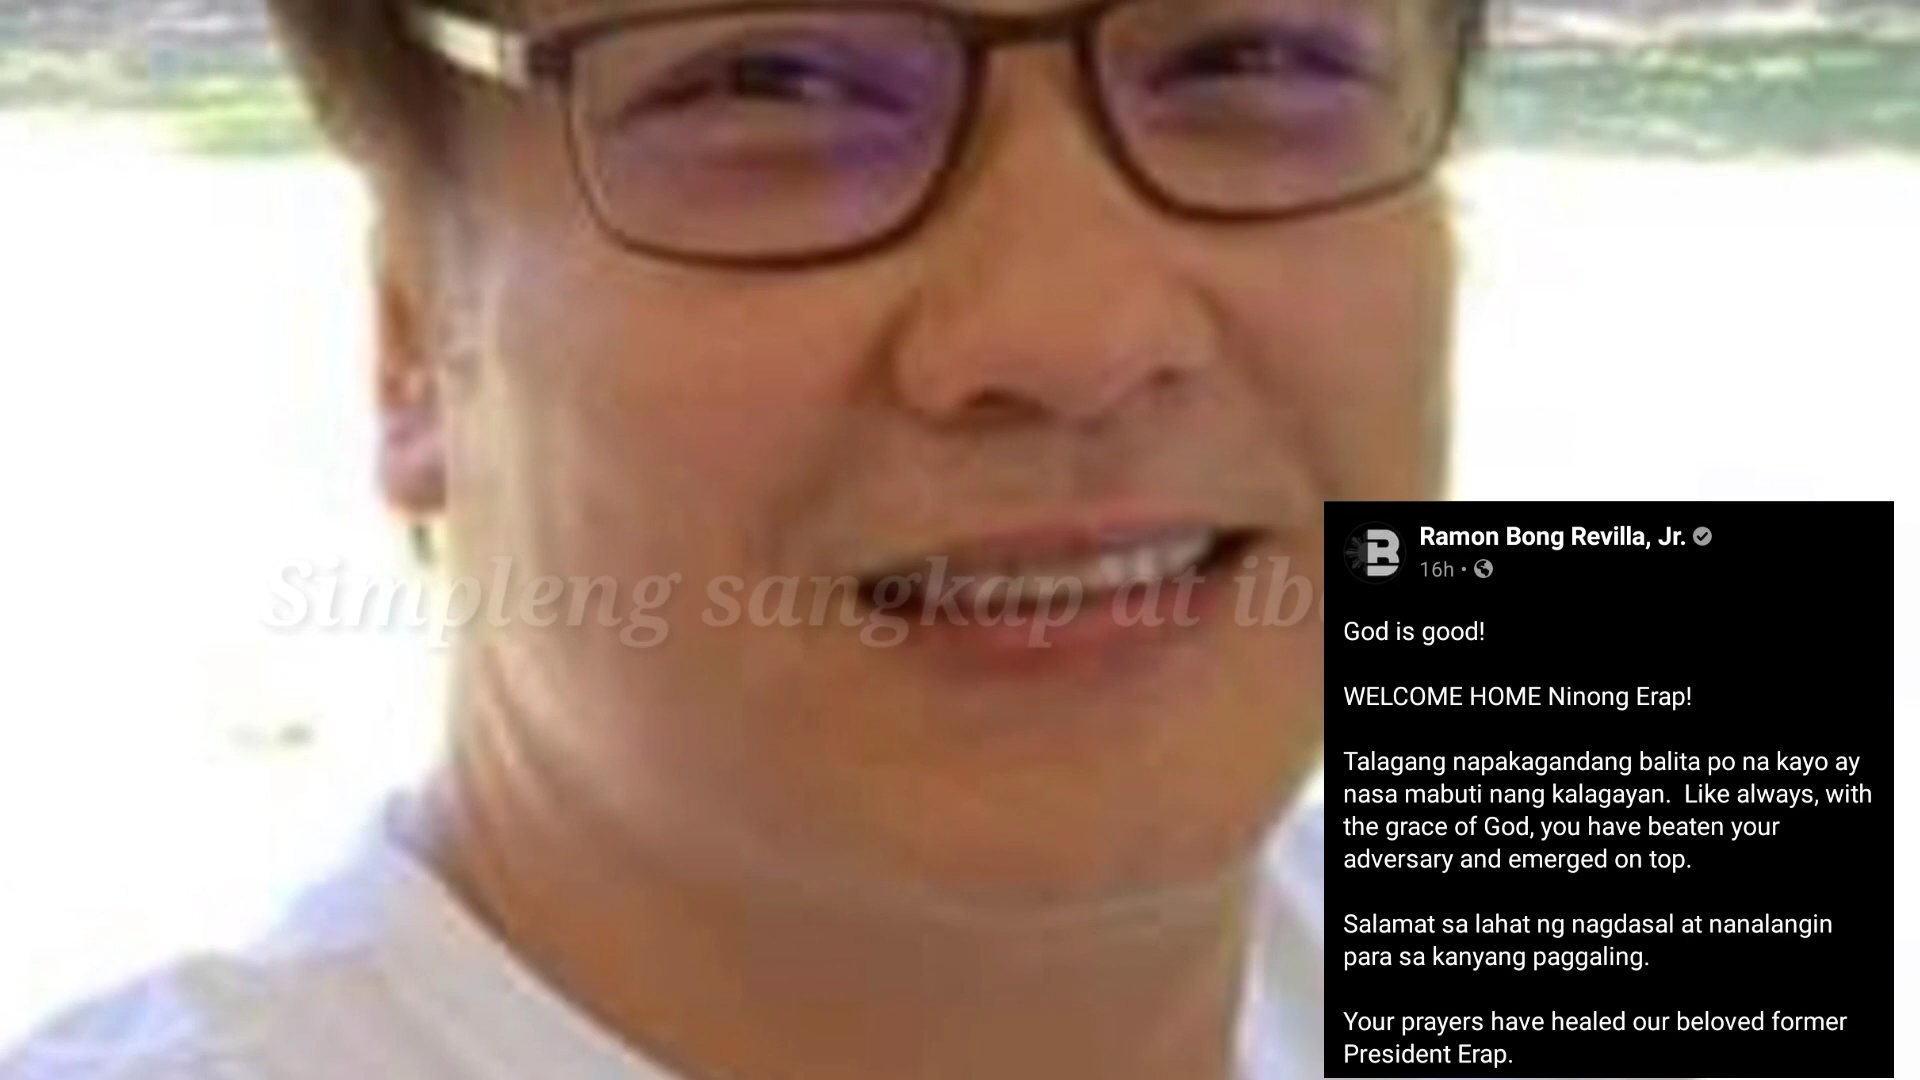 Simpleng sangkap at
Ramon Bong Revilla, Jr.
16h
God is good!
WELCOME HOME Ninong Erap!
Talagang napakagandang balita po na kayo ay
nasa mabuti nang kalagayan. Like always, with
the grace of God, you have beaten your
adversary and emerged on top.
Salamat sa lahat ng nagdasal at nanalangin
para sa kanyang paggaling.
Your prayers have healed our beloved former
President Erap.